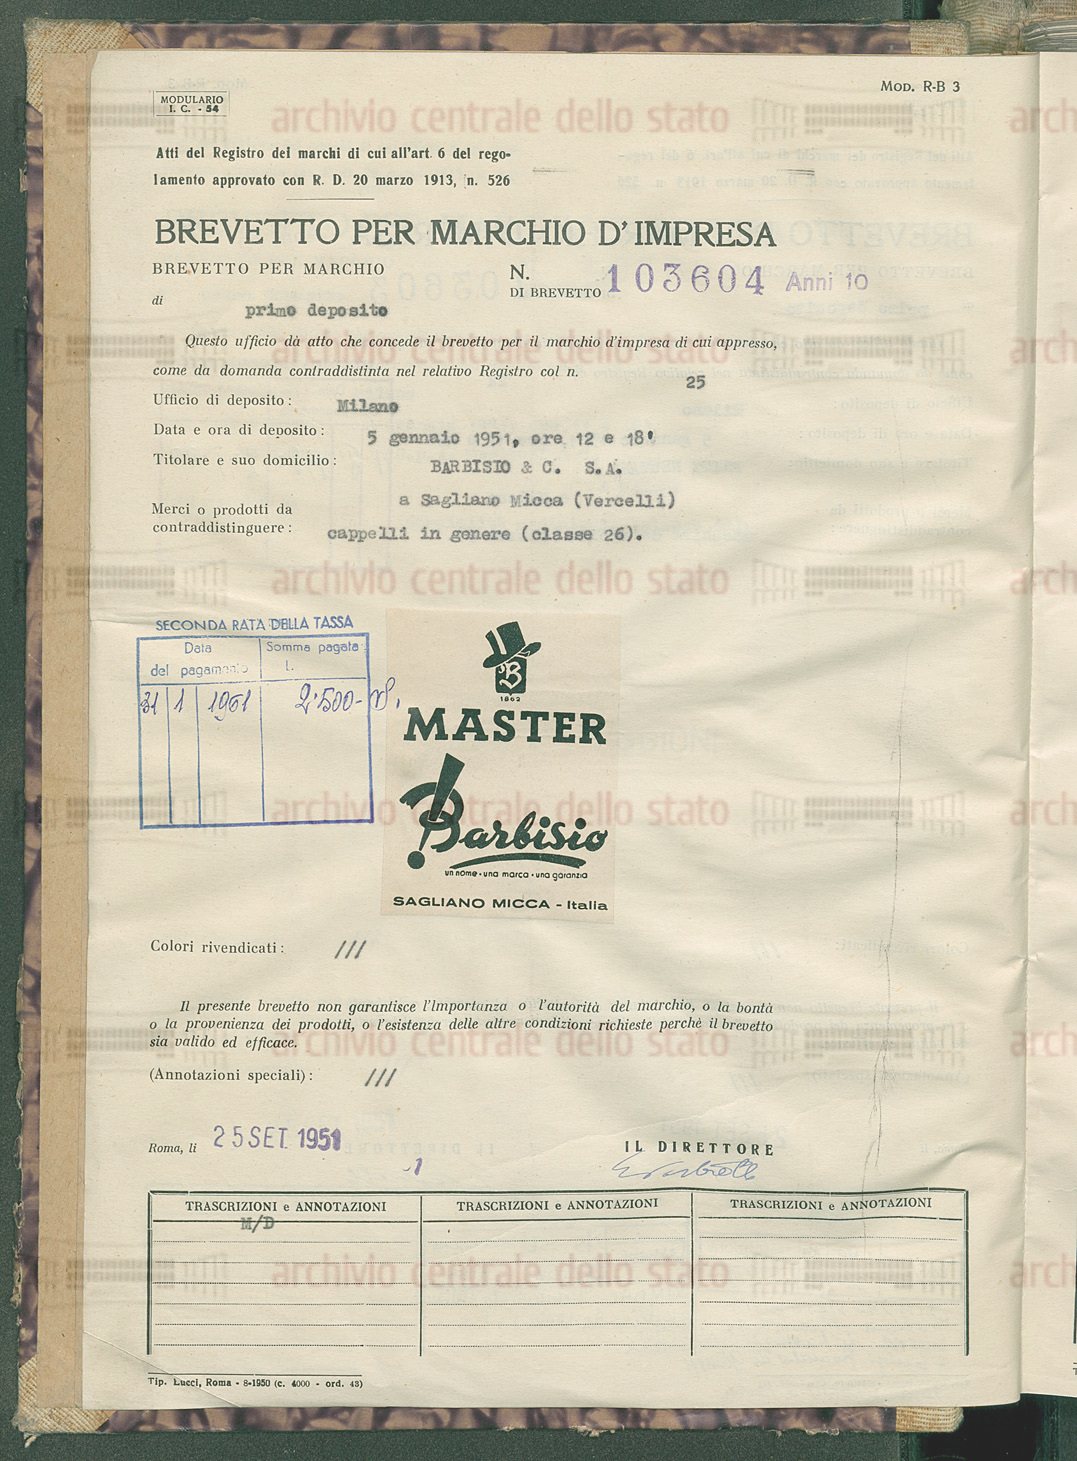 MODULARIO
I. C. - 54
MOD. R-B 3
Atti del Registro dei marchi di cui all'art. 6 del rego-
lamento approvato con R. D. 20 marzo 1913, n. 526
BREVETTO PER MARCHIO D'IMPRESA
BREVETTO PER MARCHIO
N.
DI BREVETTO 103604 Anni 10
di
primo deposito
Questo ufficio dà atto che concede il brevetto per il marchio d'impresa di cui appresso,
come da domanda contraddistinta nel relativo Registro col n. 25
Ufficio di deposito: Milano
Data e ora di deposito: 5 gennaio 1951, ore 12 e 18'
Titolare e suo domicilio: BARBISIO & C. S.A.
a Sagliano Micca (Vercelli)
Merci o prodotti da
contraddistinguere: cappelli in genere (classe 26).
SECONDA RATA DELLA TASSA
Data
del pagamento
Somma pagata
L.
31 1 1961 2.500-
B
1862
MASTER
Barbisio
un nome - una marca - una garanzia
SAGLIANO MICCA - Italia
Colori rivendicati: ///
Il presente brevetto non garantisce l'importanza o l'autorità del marchio, o la bontà
o la provenienza dei prodotti, o l'esistenza delle altre condizioni richieste perchè il brevetto
sia valido ed efficace.
(Annotazioni speciali): ///
Roma, li 25 SET. 1951
IL DIRETTORE
TRASCRIZIONI e ANNOTAZIONI
TRASCRIZIONI e ANNOTAZIONI
TRASCRIZIONI e ANNOTAZIONI
M/D
Tip. Lucci, Roma - 8-1950 (c. 4000 - ord. 43)
archivio centrale dello stato
archivio centrale dello stato
archivio centrale dello stato
archivio centrale dello stato
archivio centrale dello stato